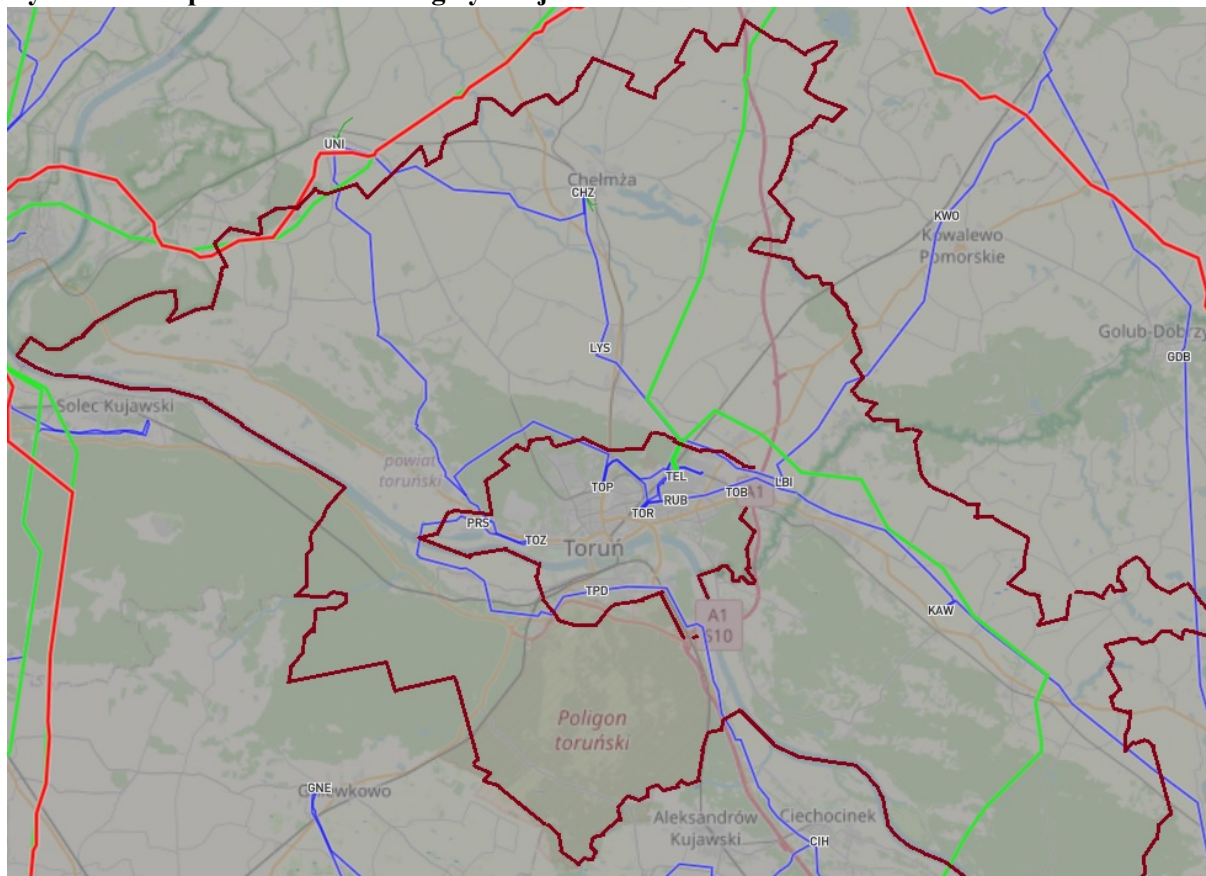 UNI
Chełmża
CHZ
KWO
Kowalewo
Pomorskie
LYS
Golub-Dobrzy
GDB
Solec Kujawski
powiat
toruński
TEL
TOP
RUB
TOB
LBI
A1
TOR
PRS
TOZ
Toruń
TPD
KAW
A1
S10
Poligon
toruński
GNE
Aleksandrów
Kujawski
Ciechocinek
CIH